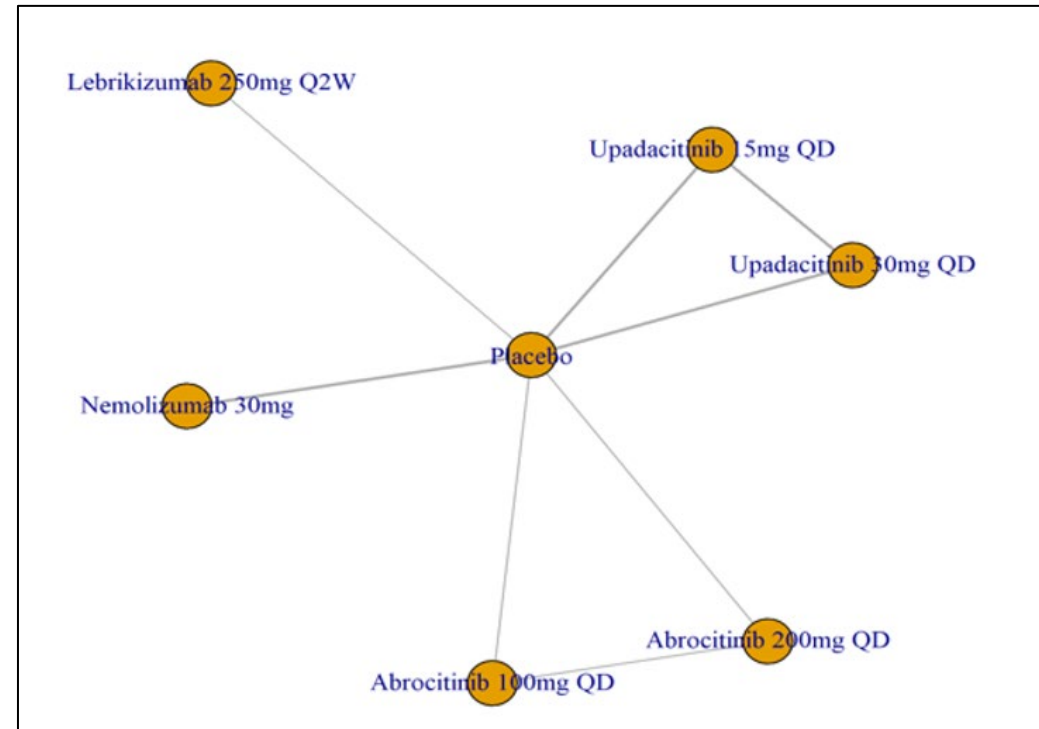 Lebrikizumab 250mg Q2W
Upadacitinib 15mg QD
Upadacitinib 30mg QD
Placebo
Nemolizumab 30mg
Abrocitinib 200mg QD
Abrocitinib 100mg QD